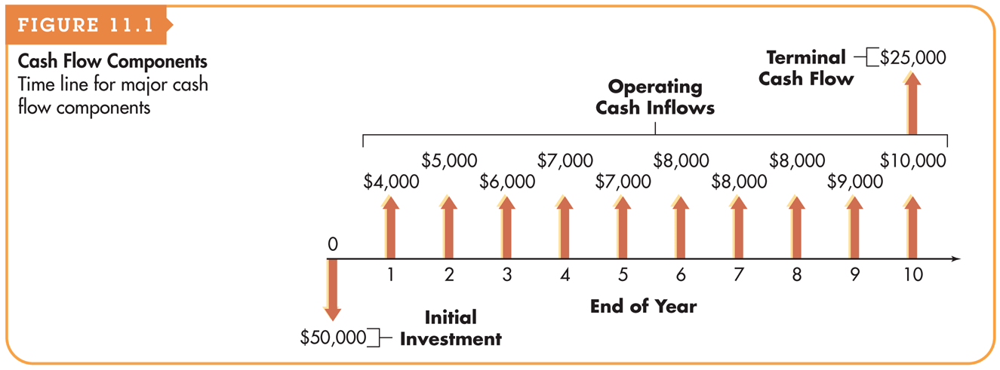 FIGURE 11.1
Cash Flow Components
Time line for major cash
flow components
Terminal
Cash Flow
$25,000
Operating
Cash Inflows
$5,000 $7,000 $8,000 $8,000 $10,000
$4,000 $6,000 $7,000 $8,000 $9,000
0
1 2 3 4 5 6 7 8 9 10
End of Year
$50,000
Initial
Investment